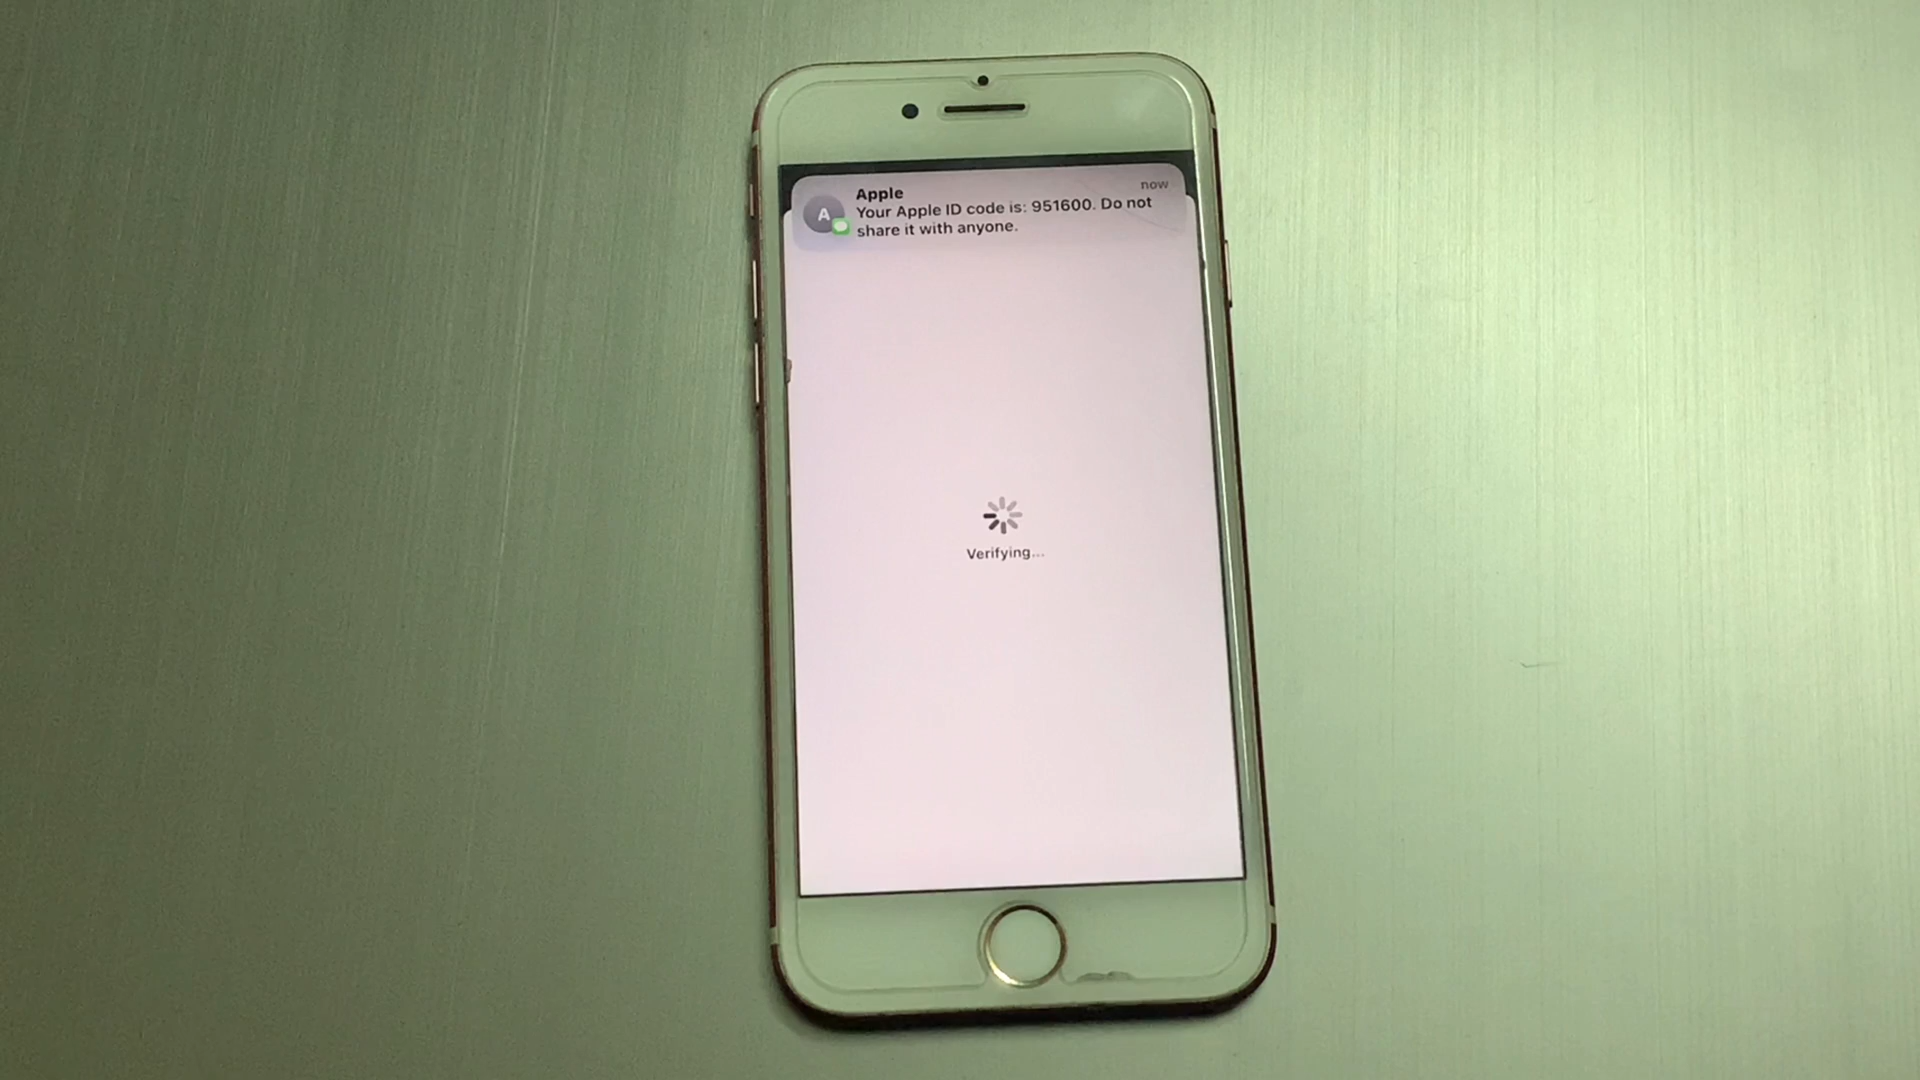 Apple
now
Your Apple ID code is: 951600. Do not
share it with anyone.
A
Verifying...